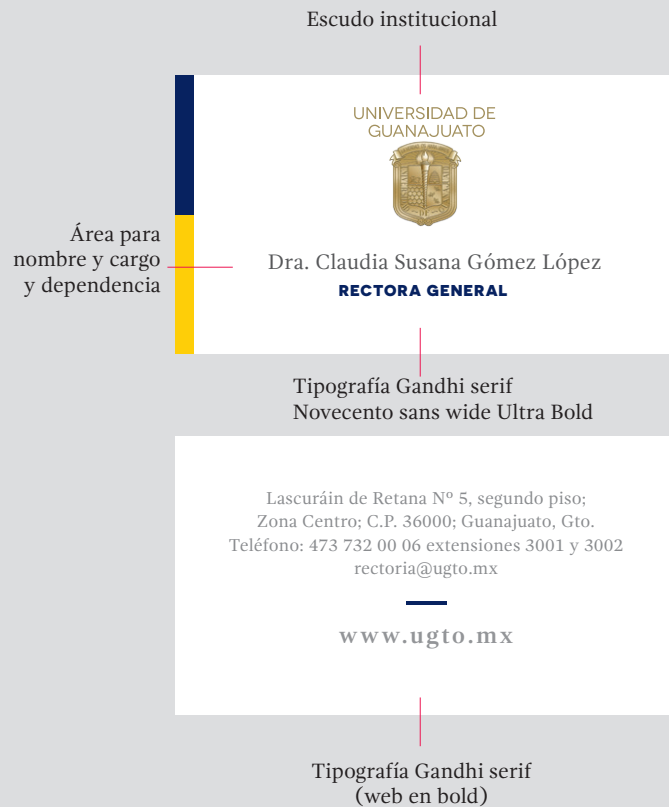 Escudo institucional
UNIVERSIDAD DE
GUANAJUATO
Área para
nombre y cargo
y dependencia
Dra. Claudia Susana Gómez López
RECTORA GENERAL
Tipografía Gandhi serif
Novecento sans wide Ultra Bold
Lascuráin de Retana Nº 5, segundo piso;
Zona Centro; C.P. 36000; Guanajuato, Gto.
Teléfono: 473 732 00 06 extensiones 3001 y 3002
rectoria@ugto.mx
www.ugto.mx
Tipografía Gandhi serif
(web en bold)